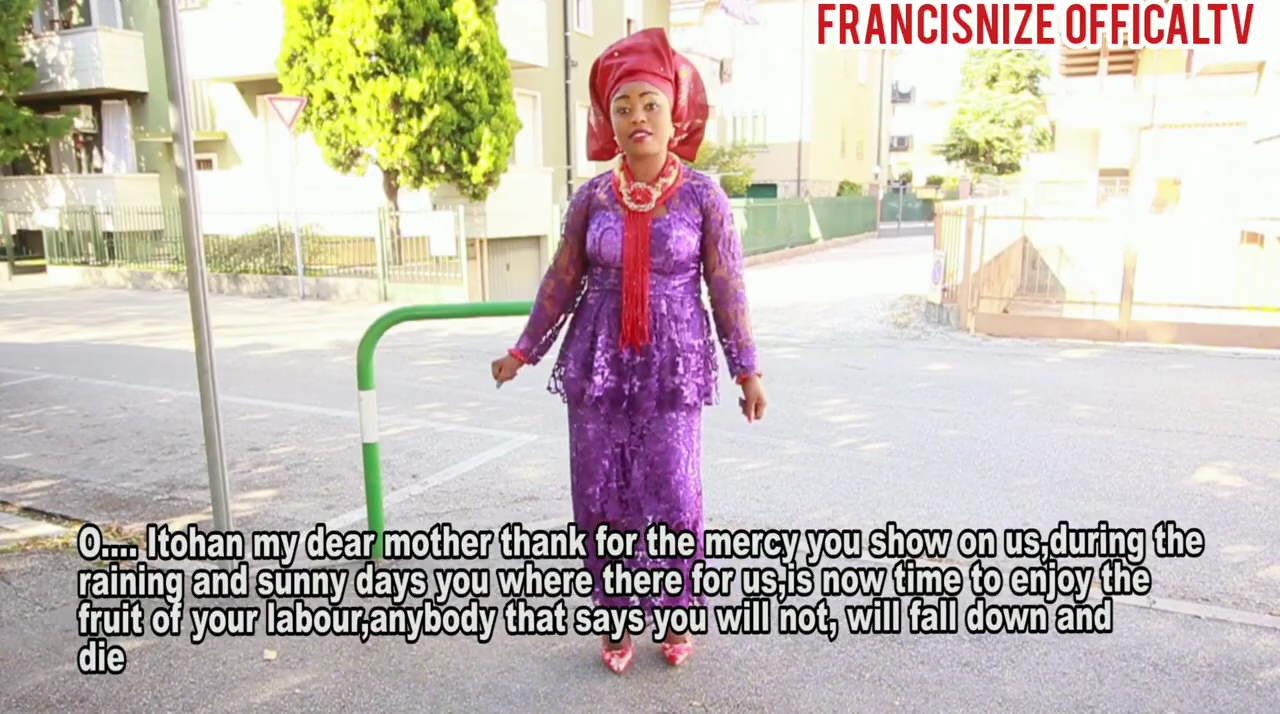 FRANCISNIZE OFFICALTV
O.... Itohan my dear mother thank for the mercy you show on us,during the
raining and sunny days you where there for us,is now time to enjoy the
fruit of your labour,anybody that says you will not, will fall down and
die